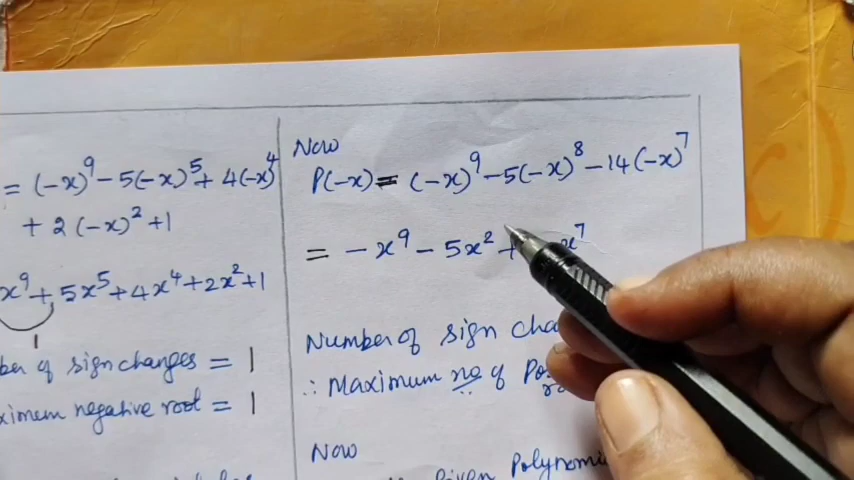 = (-x)⁹ - 5(-x)⁵ + 4(-x)⁴
+ 2(-x)² + 1
x⁹ + 5x⁵ + 4x⁴ + 2x² + 1
1
ber of sign changes = 1
ximum negative root = 1
Now
P(-x) = (-x)⁹ - 5(-x)⁸ - 14(-x)⁷
= - x⁹ - 5x² + x⁷
Number of sign cha
∴ Maximum no of
Now
Given Polynomi